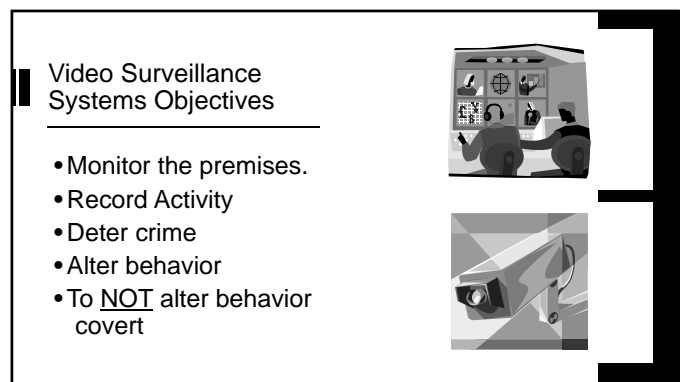 Video Surveillance
Systems Objectives
•Monitor the premises.
•Record Activity
•Deter crime
•Alter behavior
•To NOT alter behavior
covert